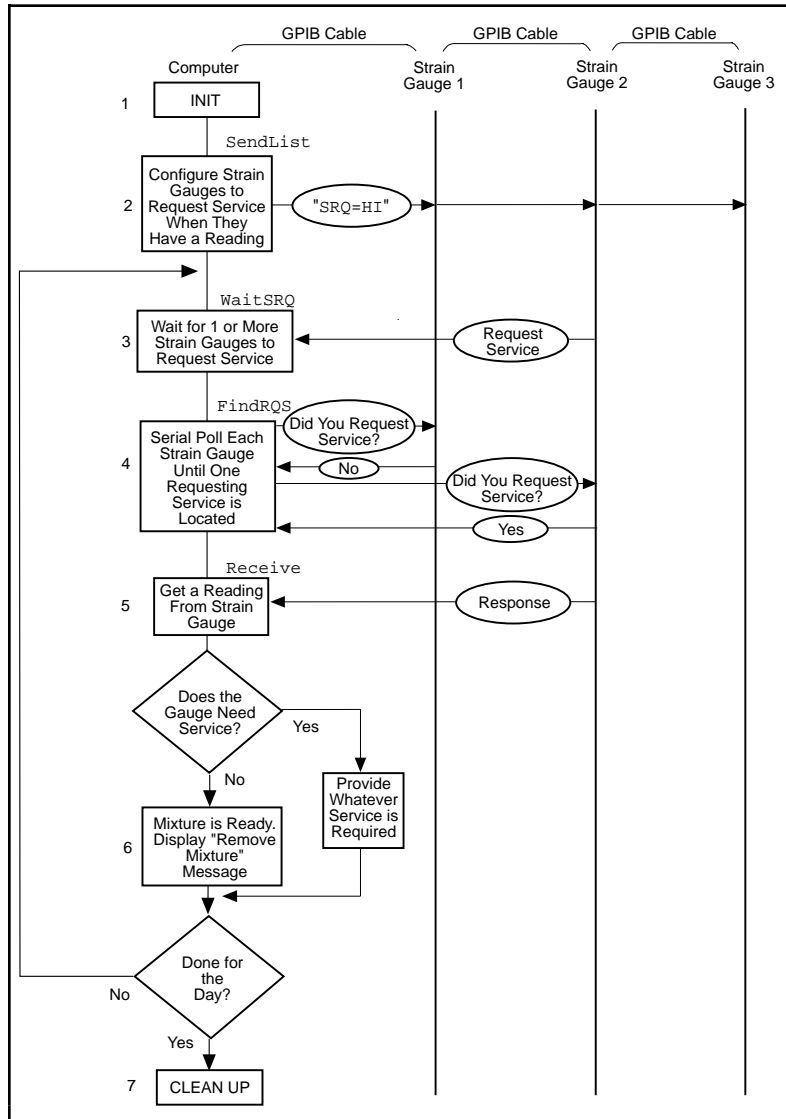 GPIB Cable GPIB Cable GPIB Cable
Computer
Strain
Gauge 1
Strain
Gauge 2
Strain
Gauge 3
1
INIT
SendList
2
Configure Strain
Gauges to
Request Service
When They
Have a Reading
"SRQ=HI"
WaitSRQ
3
Wait for 1 or More
Strain Gauges to
Request Service
Request
Service
FindRQS
4
Serial Poll Each
Strain Gauge
Until One
Requesting
Service is
Located
Did You Request
Service?
No
Did You Request
Service?
Yes
Receive
5
Get a Reading
From Strain
Gauge
Response
Does the
Gauge Need
Service?
Yes
No
Provide
Whatever
Service is
Required
6
Mixture is Ready.
Display "Remove
Mixture"
Message
Done for
the
Day?
No
Yes
7
CLEAN UP